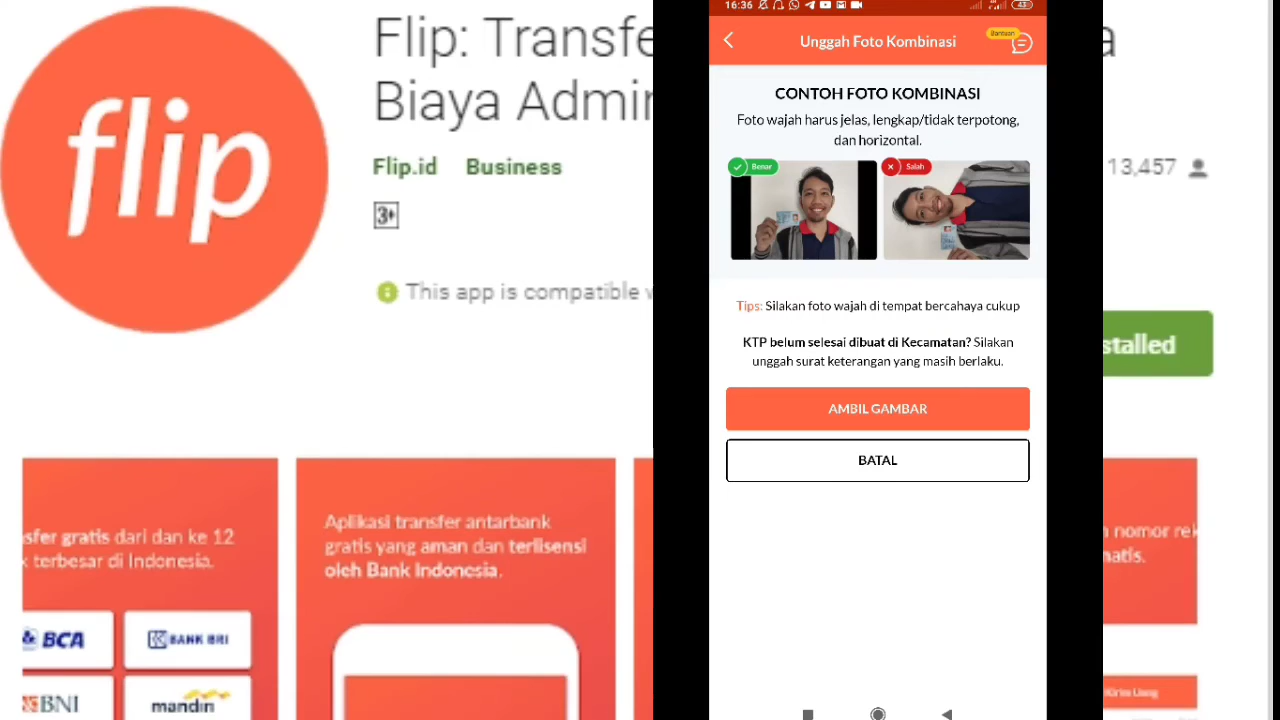 flip
Flip: Transfe
Biaya Admi
a
Flip.id Business
13,457
3+
This app is compatible
stalled
sfer gratis dari dan ke 12
terbesar di Indonesia.
BCA
BANK BRI
BNI
mandiri
Aplikasi transfer antarbank
gratis yang aman dan terlisensi
oleh Bank Indonesia.
nomor rek
natis.
Kirim Uang
16:36
43
Unggah Foto Kombinasi
Bantuan
CONTOH FOTO KOMBINASI
Foto wajah harus jelas, lengkap/tidak terpotong,
dan horizontal.
Benar
Salah
Tips: Silakan foto wajah di tempat bercahaya cukup
KTP belum selesai dibuat di Kecamatan? Silakan
unggah surat keterangan yang masih berlaku.
AMBIL GAMBAR
BATAL